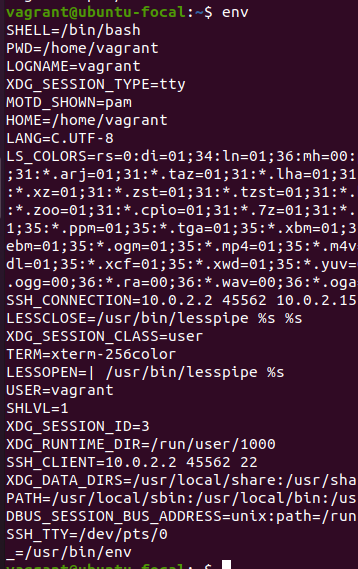 vagrant@ubuntu-focal:~$ env
SHELL=/bin/bash
PWD=/home/vagrant
LOGNAME=vagrant
XDG_SESSION_TYPE=tty
MOTD_SHOWN=pam
HOME=/home/vagrant
LANG=C.UTF-8
LS_COLORS=rs=0:di=01;34:ln=01;36:mh=00:
;31:*.arj=01;31:*.taz=01;31:*.lha=01;31
:*.xz=01;31:*.zst=01;31:*.tzst=01;31:*.
:*.zoo=01;31:*.cpio=01;31:*.7z=01;31:*.
1;35:*.ppm=01;35:*.tga=01;35:*.xbm=01;3
ebm=01;35:*.ogm=01;35:*.mp4=01;35:*.m4v
dl=01;35:*.xcf=01;35:*.xwd=01;35:*.yuv=
.ogg=00;36:*.ra=00;36:*.wav=00;36:*.oga
SSH_CONNECTION=10.0.2.2 45562 10.0.2.15
LESSCLOSE=/usr/bin/lesspipe %s %s
XDG_SESSION_CLASS=user
TERM=xterm-256color
LESSOPEN=| /usr/bin/lesspipe %s
USER=vagrant
SHLVL=1
XDG_SESSION_ID=3
XDG_RUNTIME_DIR=/run/user/1000
SSH_CLIENT=10.0.2.2 45562 22
XDG_DATA_DIRS=/usr/local/share:/usr/sha
PATH=/usr/local/sbin:/usr/local/bin:/us
DBUS_SESSION_BUS_ADDRESS=unix:path=/run
SSH_TTY=/dev/pts/0
_=/usr/bin/env
vagrant@ubuntu-focal:~$